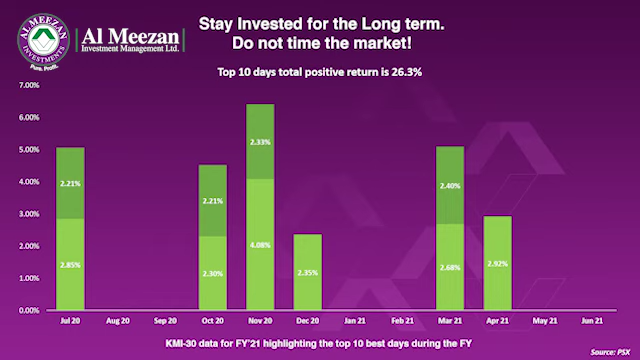 AL MEEZAN
INVESTMENTS
Pure. Profit.
Al Meezan
Investment Management Ltd.
Stay Invested for the Long term.
Do not time the market!
Top 10 days total positive return is 26.3%
7.00%
6.00%
5.00%
4.00%
3.00%
2.00%
1.00%
0.00%
2.21%
2.85%
2.21%
2.30%
2.33%
4.08%
2.35%
2.40%
2.68%
2.92%
Jul 20 Aug 20 Sep 20 Oct 20 Nov 20 Dec 20 Jan 21 Feb 21 Mar 21 Apr 21 May 21 Jun 21
KMI-30 data for FY'21 highlighting the top 10 best days during the FY
Source: PSX